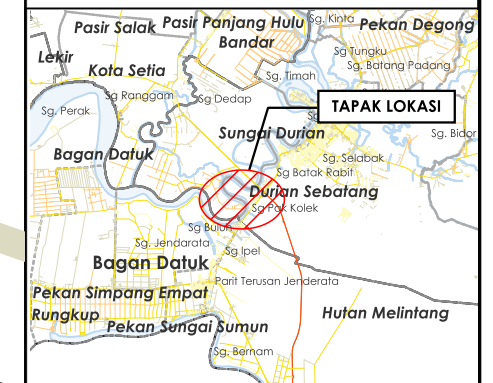 Pasir Salak
Pasir Panjang Hulu
Bandar
Sg. Kinta
Pekan Degong
Lekir
Kota Setia
Sg. Timah
Sg Tungku
Sg. Batang Padang
Sg Ranggam
Sg Dedap
TAPAK LOKASI
Sg. Perak
Sungai Durian
Sg. Bidor
Bagan Datuk
Sg. Selabak
Sg Batak Rabit
Durian Sebatang
Sg Pak Kolek
Sg Buluh
Sg. Jendarata
Sg Ipel
Bagan Datuk
Parit Terusan Jenderata
Pekan Simpang Empat
Rungkup
Hutan Melintang
Pekan Sungai Sumun
Sg. Bernam